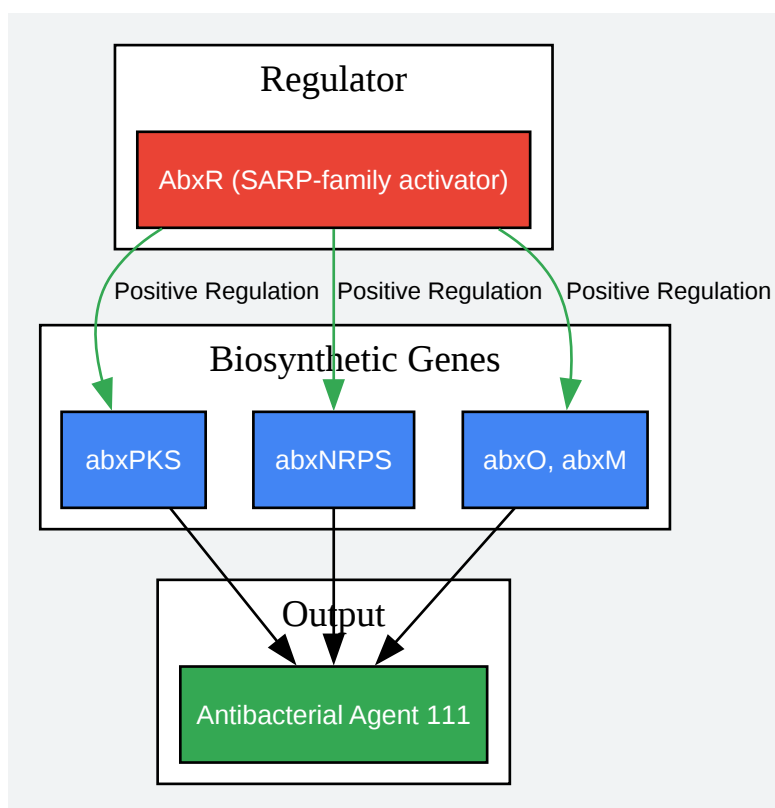 Regulator
AbxR (SARP-family activator)
Positive Regulation
Positive Regulation
Positive Regulation
Biosynthetic Genes
abxPKS
abxNRPS
abxO, abxM
Output
Antibacterial Agent 111